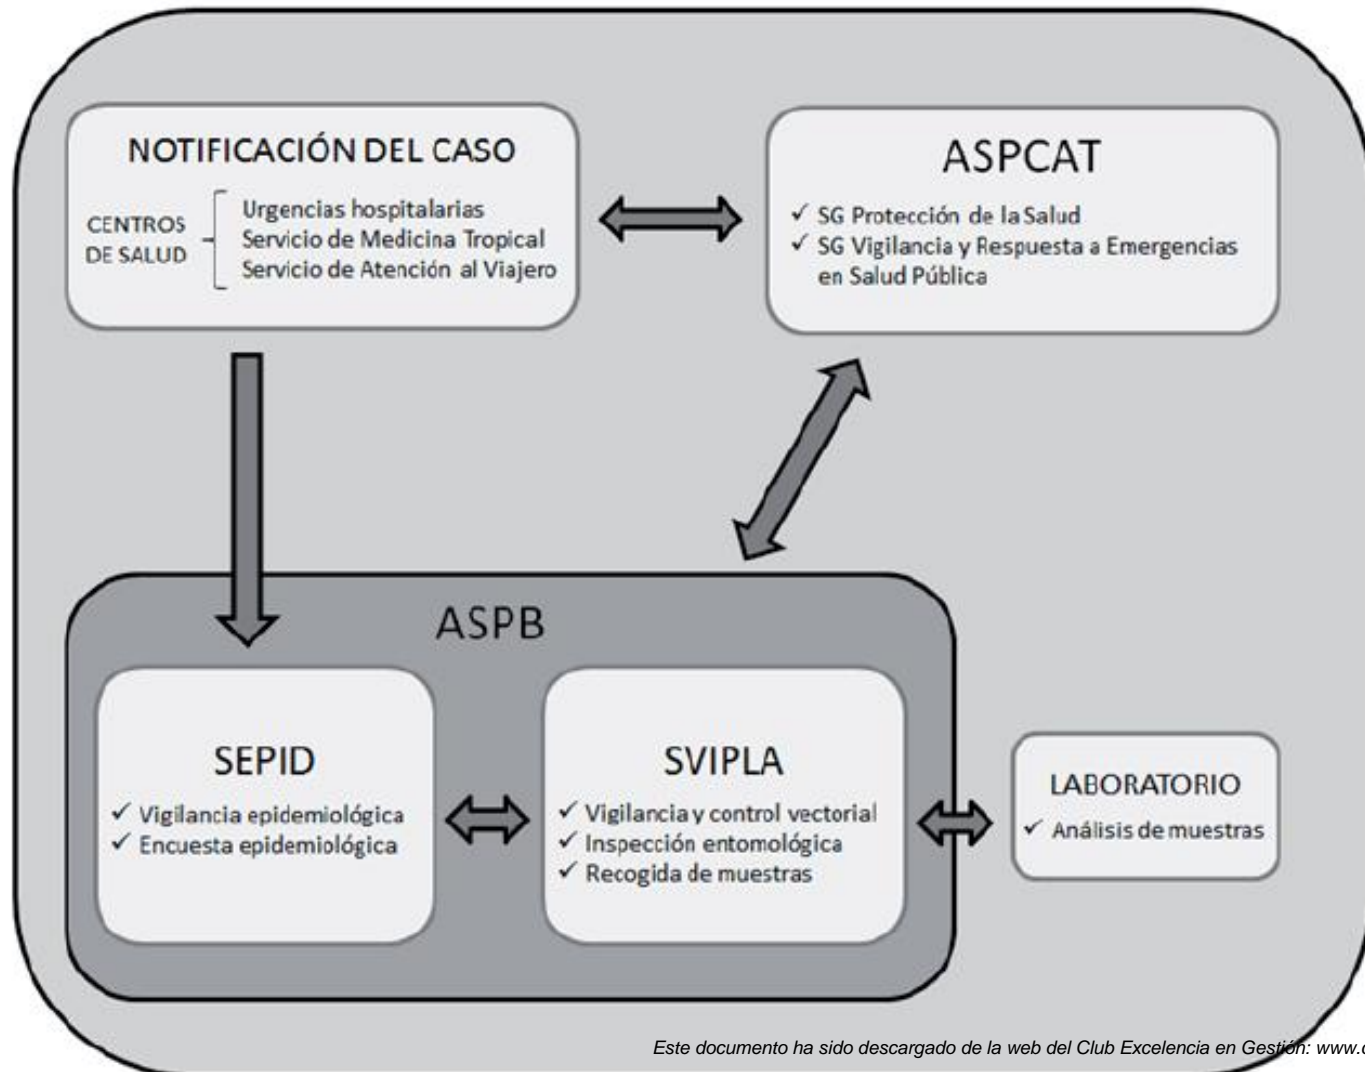 NOTIFICACIÓN DEL CASO
CENTROS
DE SALUD
Urgencias hospitalarias
Servicio de Medicina Tropical
Servicio de Atención al Viajero
ASPCAT
✓ SG Protección de la Salud
✓ SG Vigilancia y Respuesta a Emergencias
en Salud Pública
ASPB
SEPID
✓ Vigilancia epidemiológica
✓ Encuesta epidemiológica
SVIPLA
✓ Vigilancia y control vectorial
✓ Inspección entomológica
✓ Recogida de muestras
LABORATORIO
✓ Análisis de muestras
Este documento ha sido descargado de la web del Club Excelencia en Gestión: www.